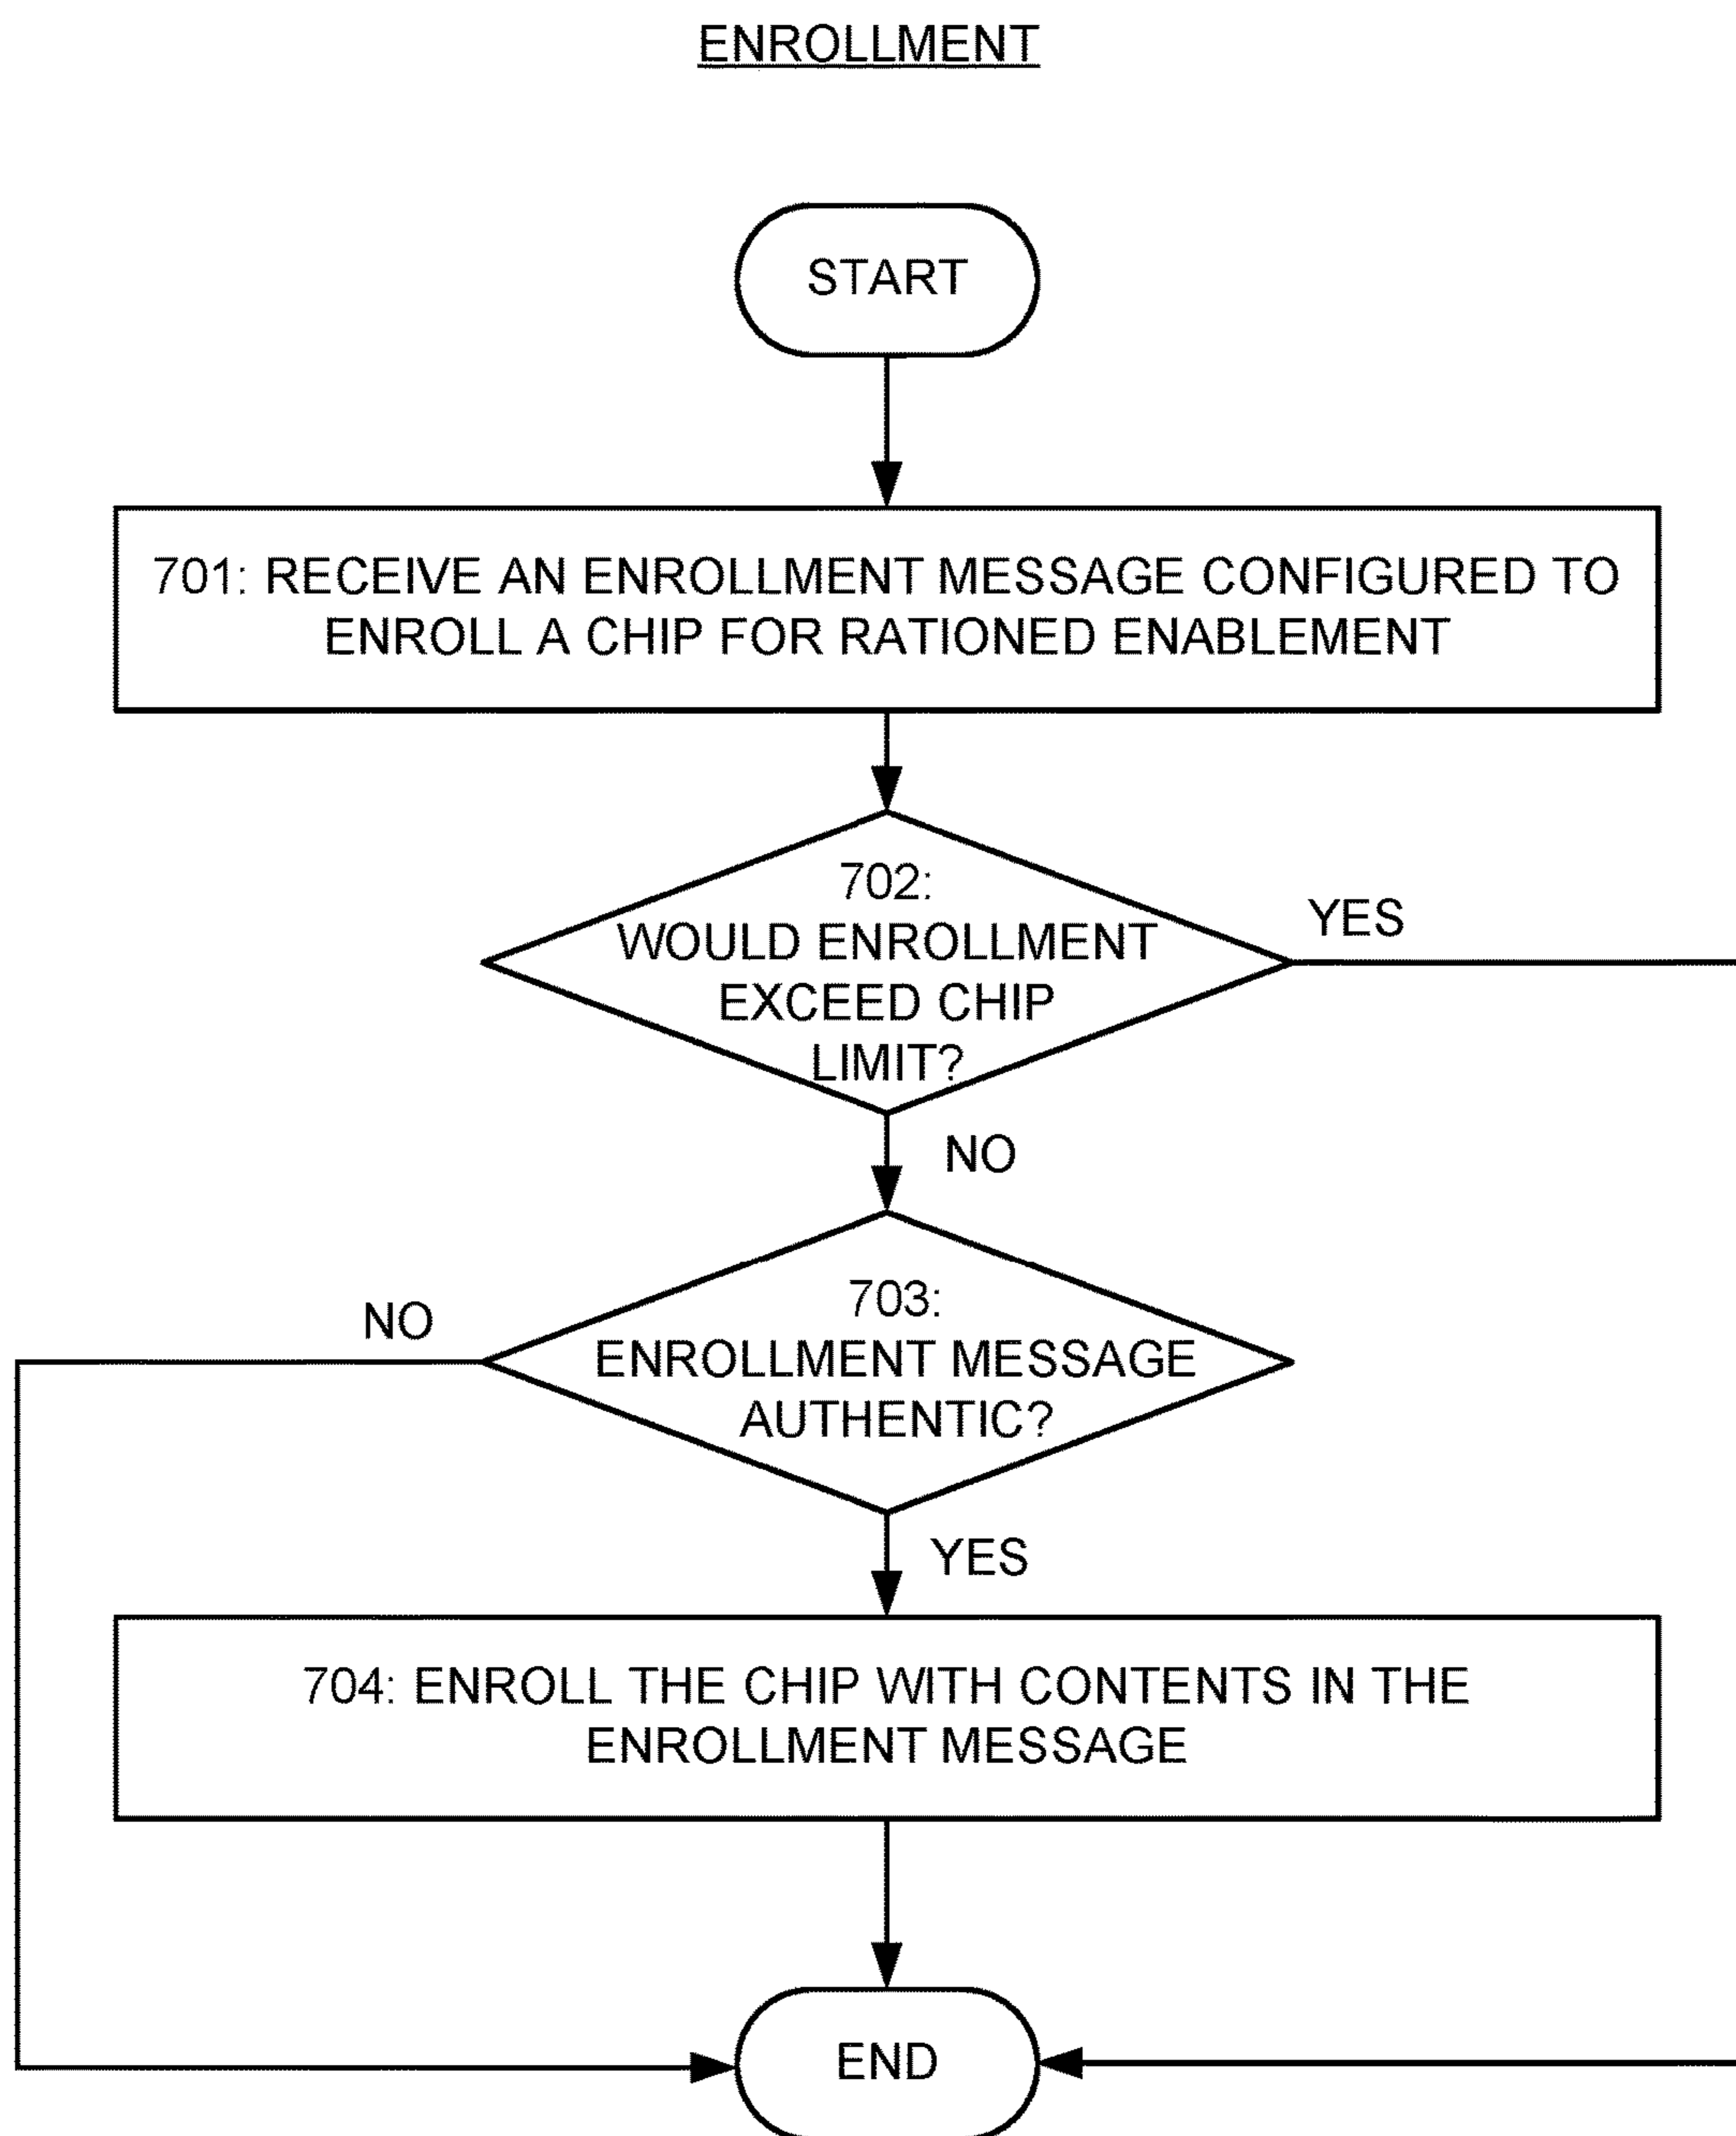 ENROLLMENT
START
701: RECEIVE AN ENROLLMENT MESSAGE CONFIGURED TO
ENROLL A CHIP FOR RATIONED ENABLEMENT
702:
WOULD ENROLLMENT
EXCEED CHIP
LIMIT?
YES
NO
703:
ENROLLMENT MESSAGE
AUTHENTIC?
NO
YES
704: ENROLL THE CHIP WITH CONTENTS IN THE
ENROLLMENT MESSAGE
END